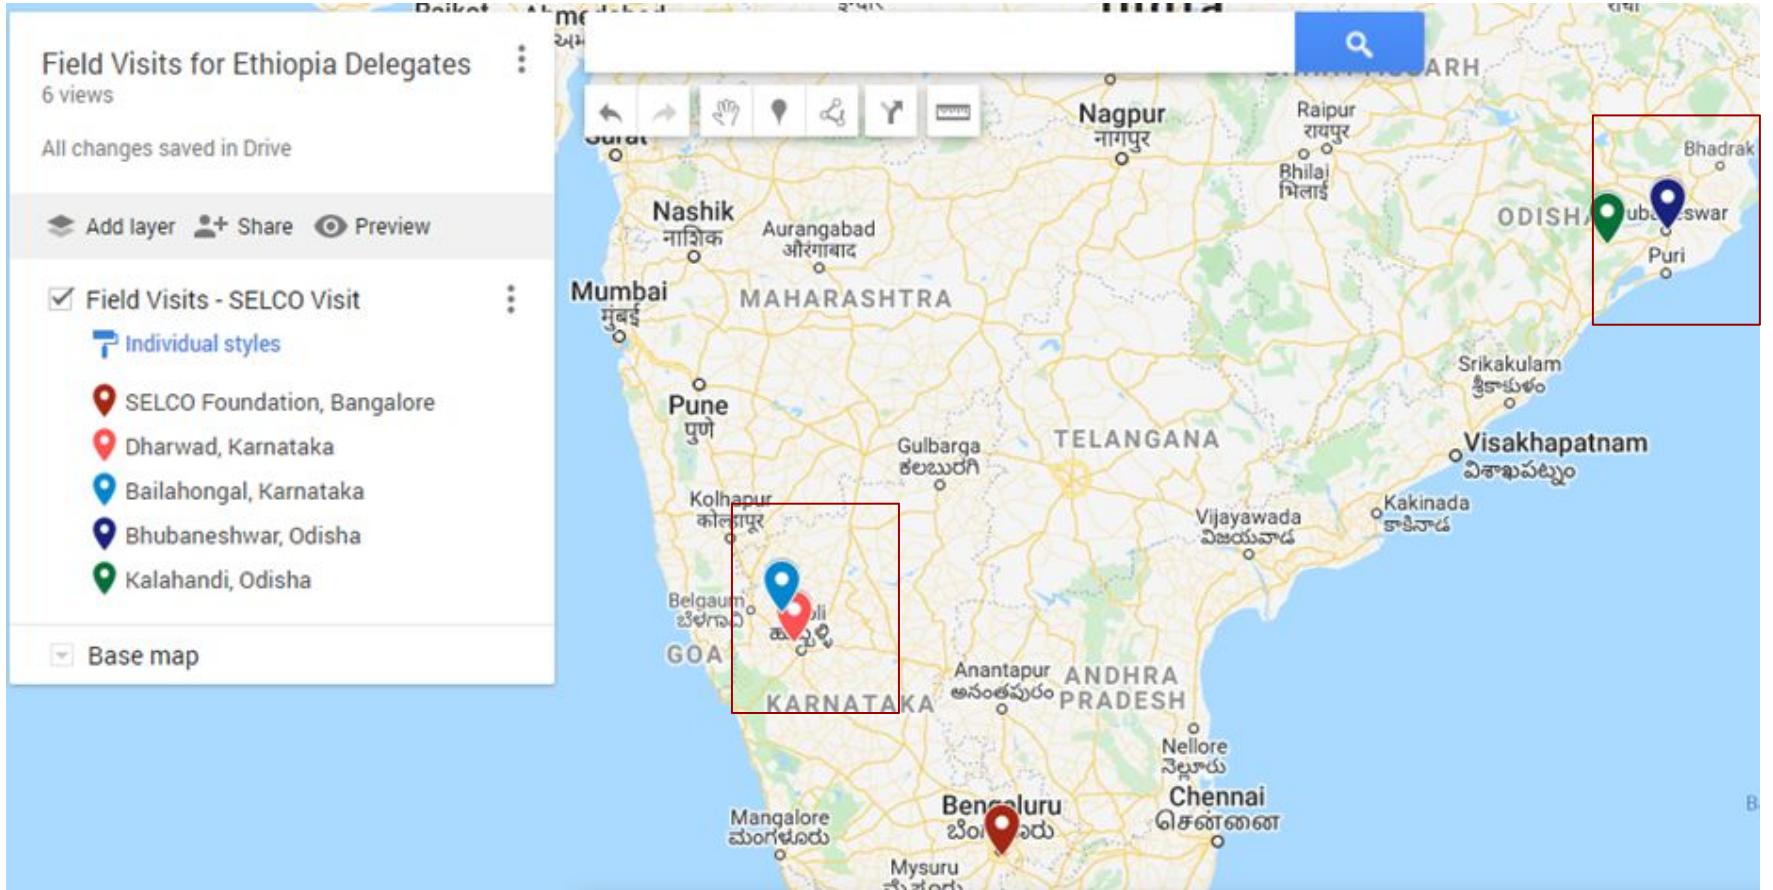 Field Visits for Ethiopia Delegates
6 views
All changes saved in Drive
Add layer Share Preview
Field Visits - SELCO Visit
Individual styles
SELCO Foundation, Bangalore
Dharwad, Karnataka
Bailahongal, Karnataka
Bhubaneshwar, Odisha
Kalahandi, Odisha
Base map
Nagpur
नागपूर
Raipur
रायपुर
Bhilai
भिलाई
Bhadrak
ODISHA
Puri
Nashik
नाशिक
Aurangabad
औरंगाबाद
Mumbai
मुंबई
MAHARASHTRA
Pune
पुणे
Srikakulam
శ్రీకాకుళం
Gulbarga
ಕಲಬುರಗಿ
TELANGANA
Visakhapatnam
విశాఖపట్నం
Kolhapur
कोल्हापूर
Vijayawada
విజయవాడ
Kakinada
కాకినాడ
Belgaum
ಬೆಳಗಾವಿ
GOA
KARNATAKA
Anantapur
అనంతపురం
ANDHRA
PRADESH
Nellore
నెల్లూరు
Bengaluru
Chennai
சென்னை
Mangalore
ಮಂಗಳೂರು
Mysuru